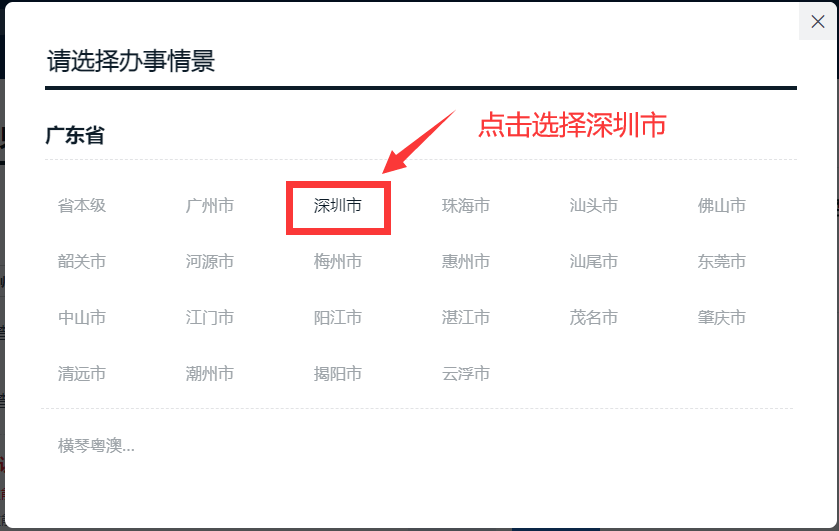 请选择办事情景
广东省
点击选择深圳市
省本级 广州市 深圳市 珠海市 汕头市 佛山市
韶关市 河源市 梅州市 惠州市 汕尾市 东莞市
中山市 江门市 阳江市 湛江市 茂名市 肇庆市
清远市 潮州市 揭阳市 云浮市
横琴粤澳...